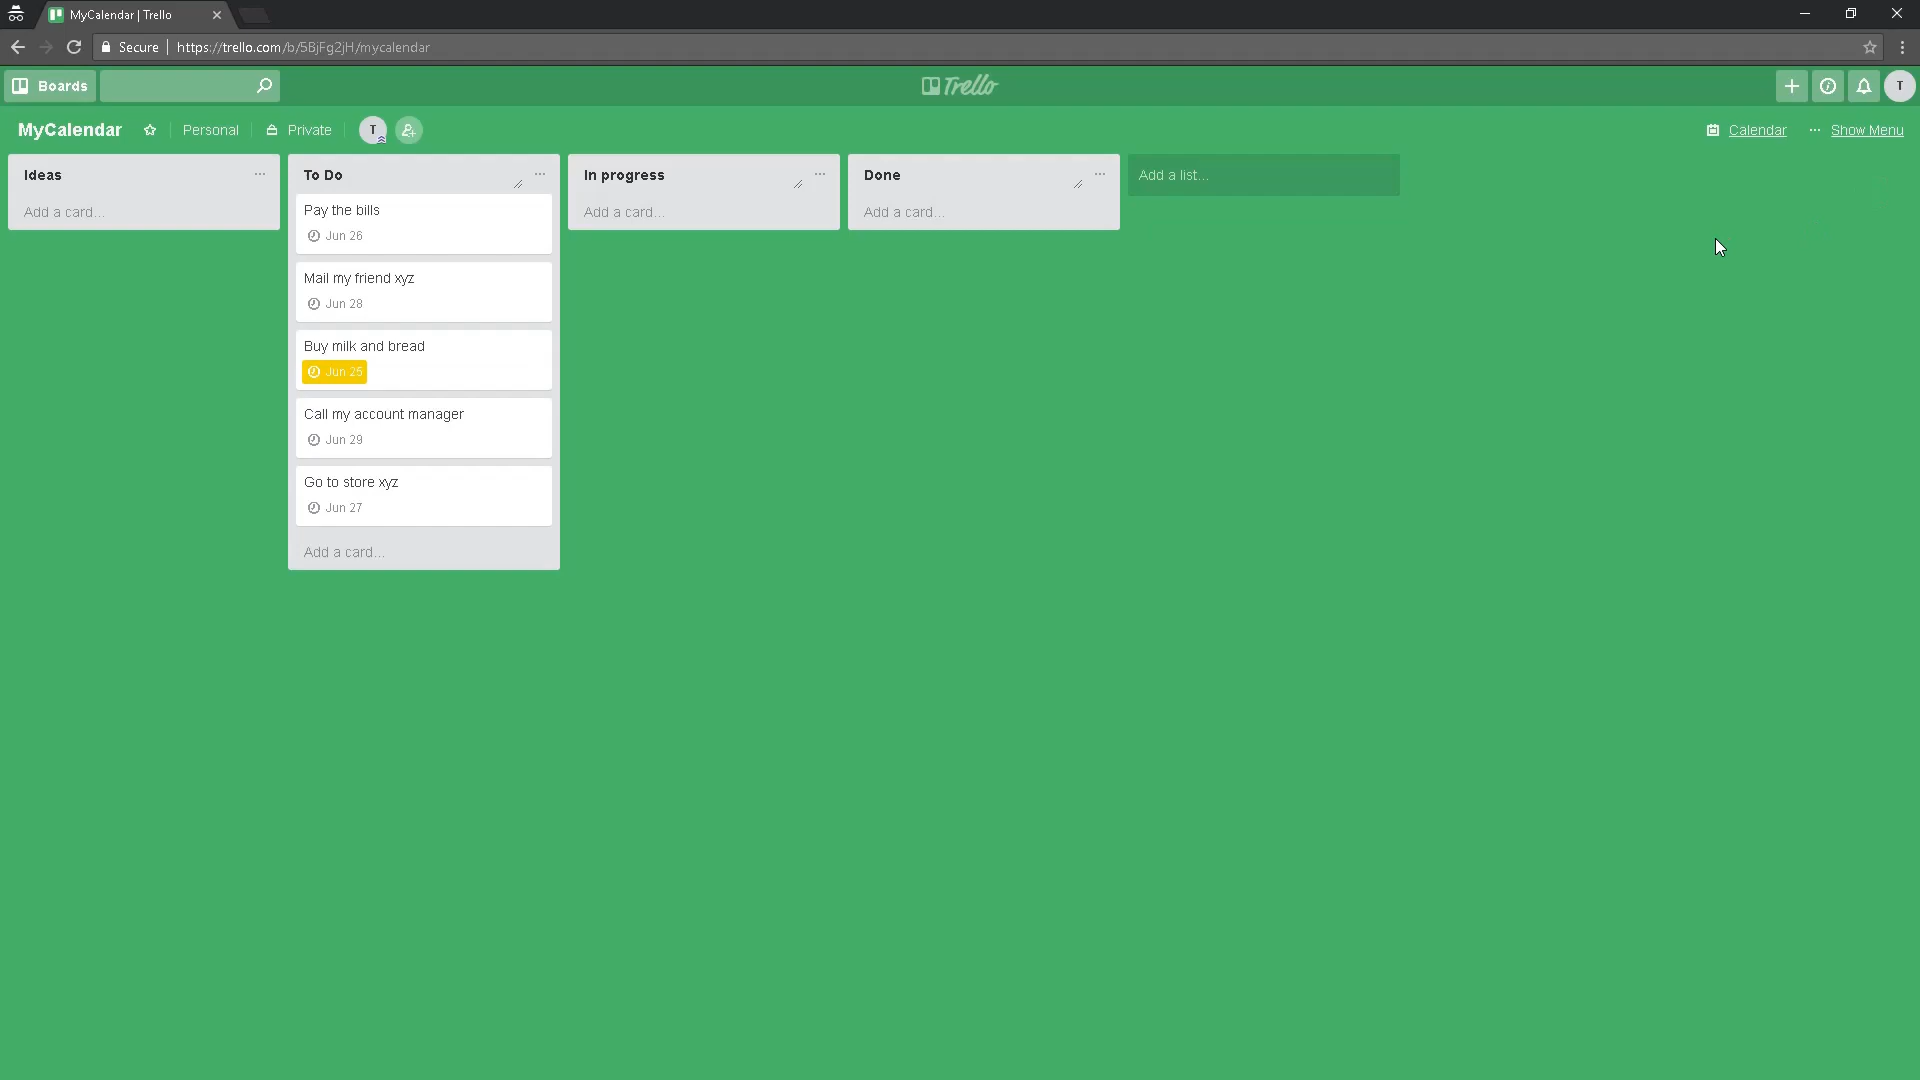 MyCalendar | Trello
Secure https://trello.com/b/5BjFg2jH/mycalendar
Boards
Trello
T
MyCalendar
Personal
Private
T
Calendar
... Show Menu
Ideas
Add a card...
To Do
Pay the bills
Jun 26
Mail my friend xyz
Jun 28
Buy milk and bread
Jun 25
Call my account manager
Jun 29
Go to store xyz
Jun 27
Add a card...
In progress
Add a card...
Done
Add a card...
Add a list...